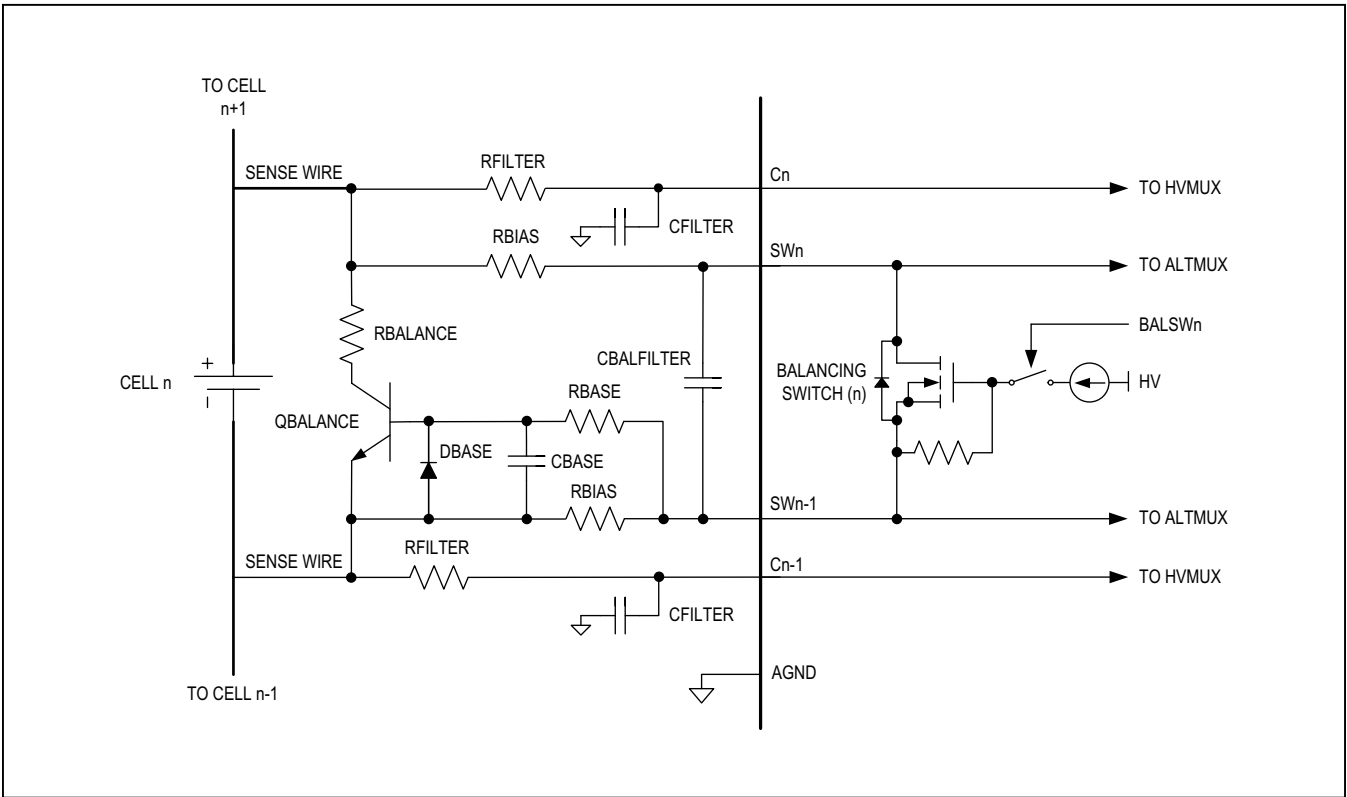 TO CELL
n+1
SENSE WIRE
RFILTER
Cn
TO HVMUX
CFILTER
RBIAS
SWn
TO ALTMUX
RBALANCE
BALSWn
CBALFILTER
BALANCING
SWITCH (n)
HV
+
CELL n
–
QBALANCE
RBASE
DBASE
CBASE
RBIAS
SWn-1
TO ALTMUX
SENSE WIRE
RFILTER
Cn-1
TO HVMUX
CFILTER
AGND
TO CELL n-1